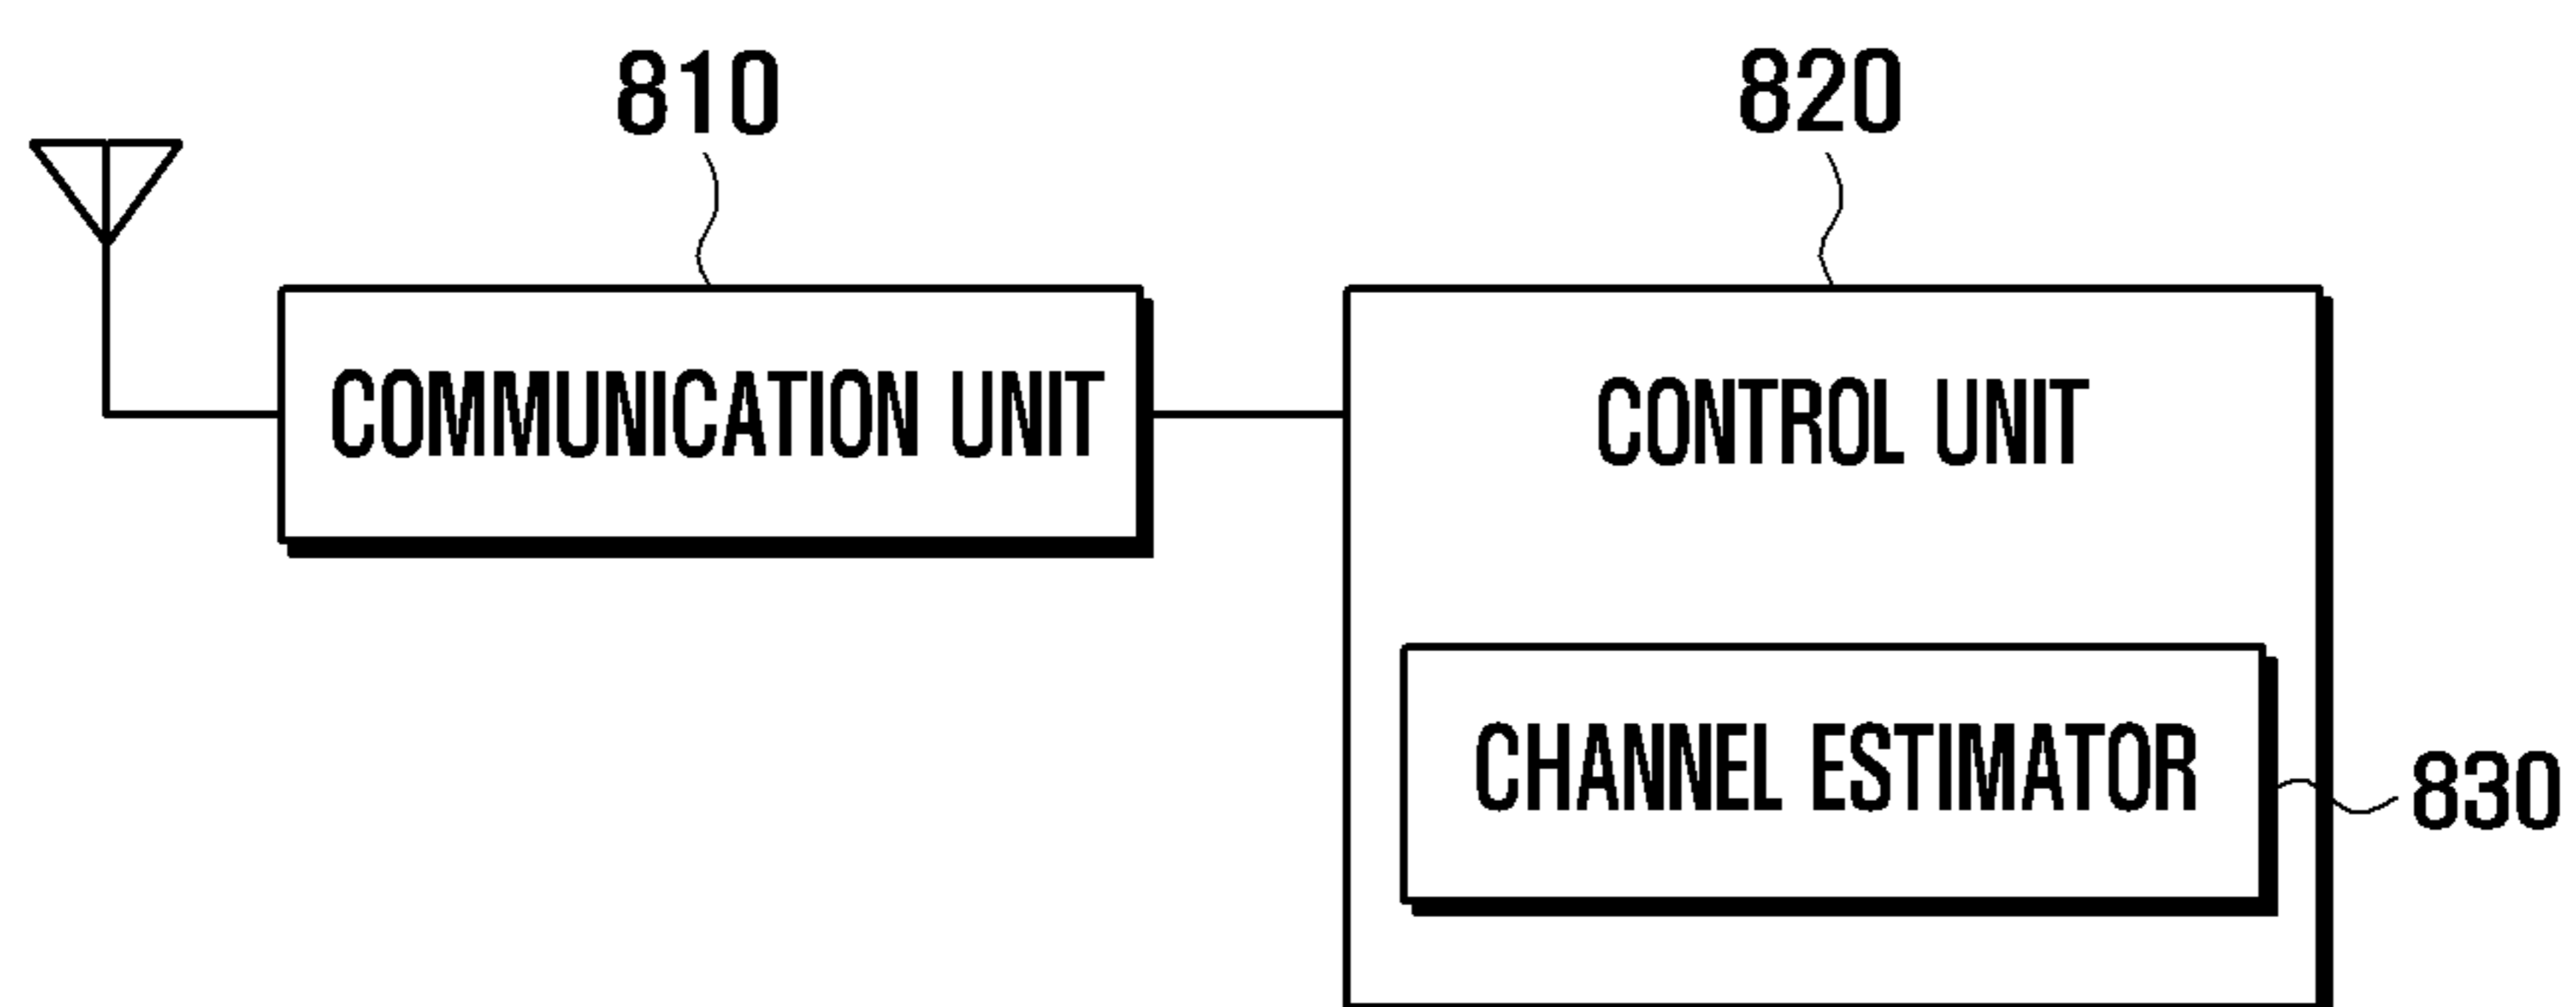 810
820
COMMUNICATION UNIT
CONTROL UNIT
CHANNEL ESTIMATOR
830